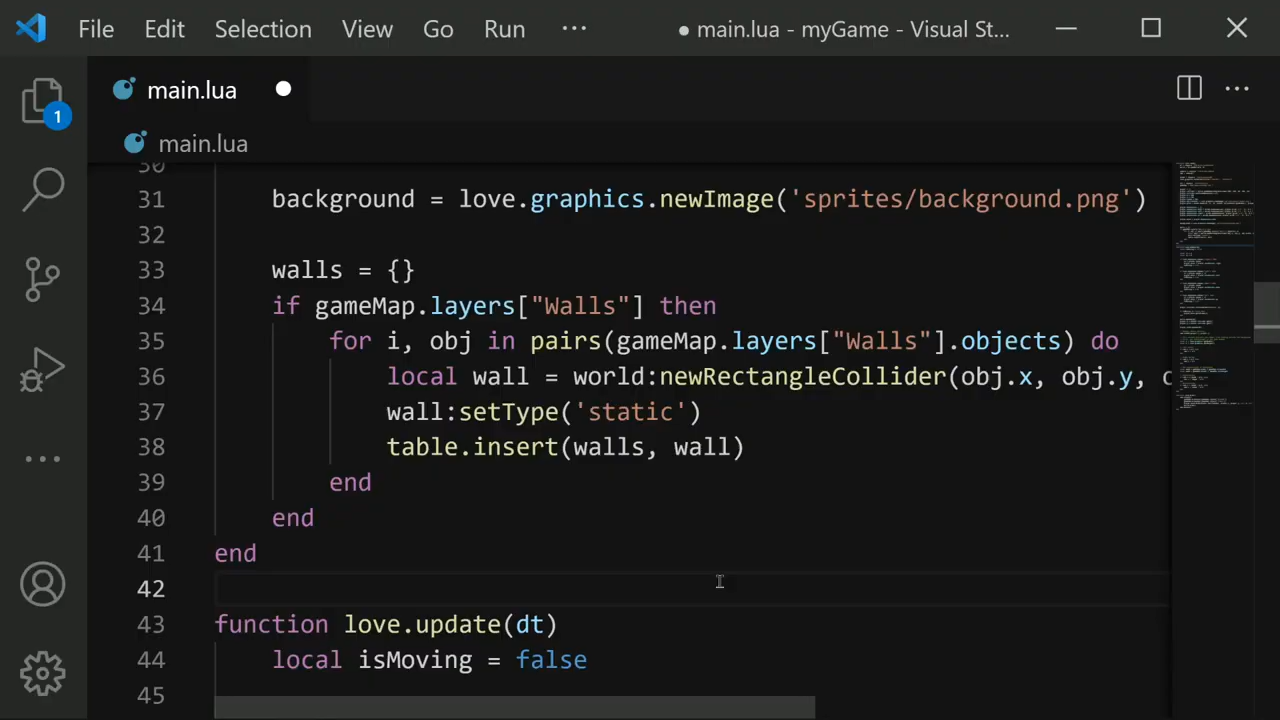 File Edit Selection View Go Run ··· ● main.lua - myGame - Visual St...
main.lua
1
main.lua
30
31 background = love.graphics.newImage('sprites/background.png')
32
33 walls = {}
34 if gameMap.layers["Walls"] then
35 for i, obj in pairs(gameMap.layers["Walls"].objects) do
36 local wall = world:newRectangleCollider(obj.x, obj.y,
37 wall:setType('static')
38 table.insert(walls, wall)
39 end
40 end
41 end
42
43 function love.update(dt)
44 local isMoving = false
45